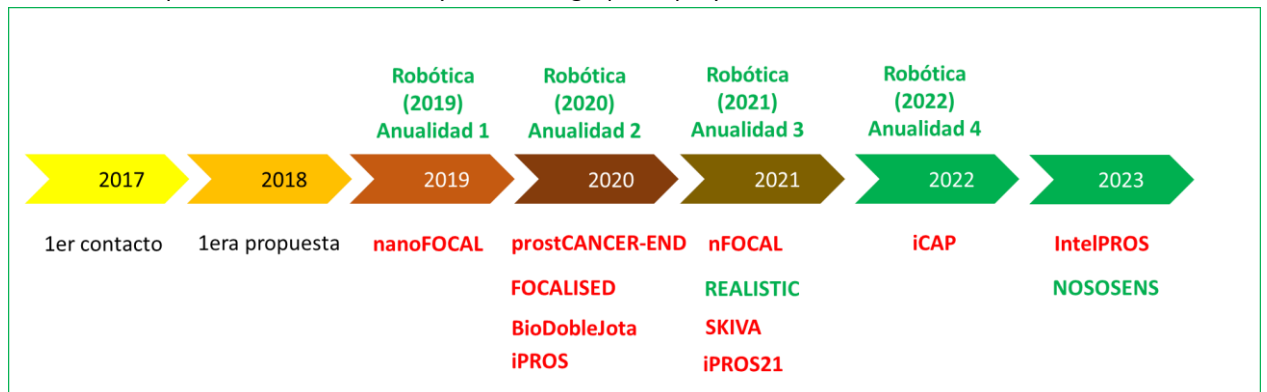 Robótica
(2019)
Anualidad 1
Robótica
(2020)
Anualidad 2
Robótica
(2021)
Anualidad 3
Robótica
(2022)
Anualidad 4
2017
2018
2019
2020
2021
2022
2023
1er contacto
1era propuesta
nanoFOCAL
prostCANCER-END
nFOCAL
iCAP
IntelPROS
FOCALISED
REALISTIC
NOSOSENS
BioDobleJota
SKIVA
iPROS
iPROS21